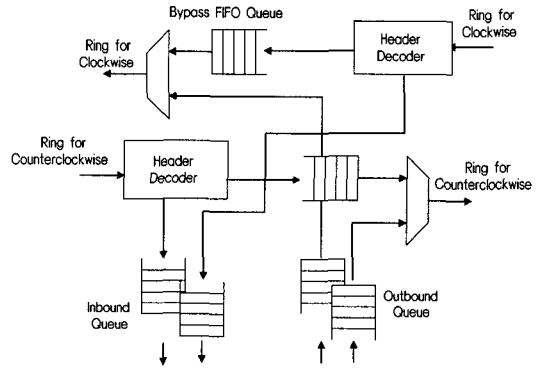 Bypass FIFO Queue
Ring for
Clockwise
Header
Decoder
Ring for
Clockwise
Ring for
Counterclockwise
Header
Decoder
Ring for
Counterclockwise
Inbound
Queue
Outbound
Queue